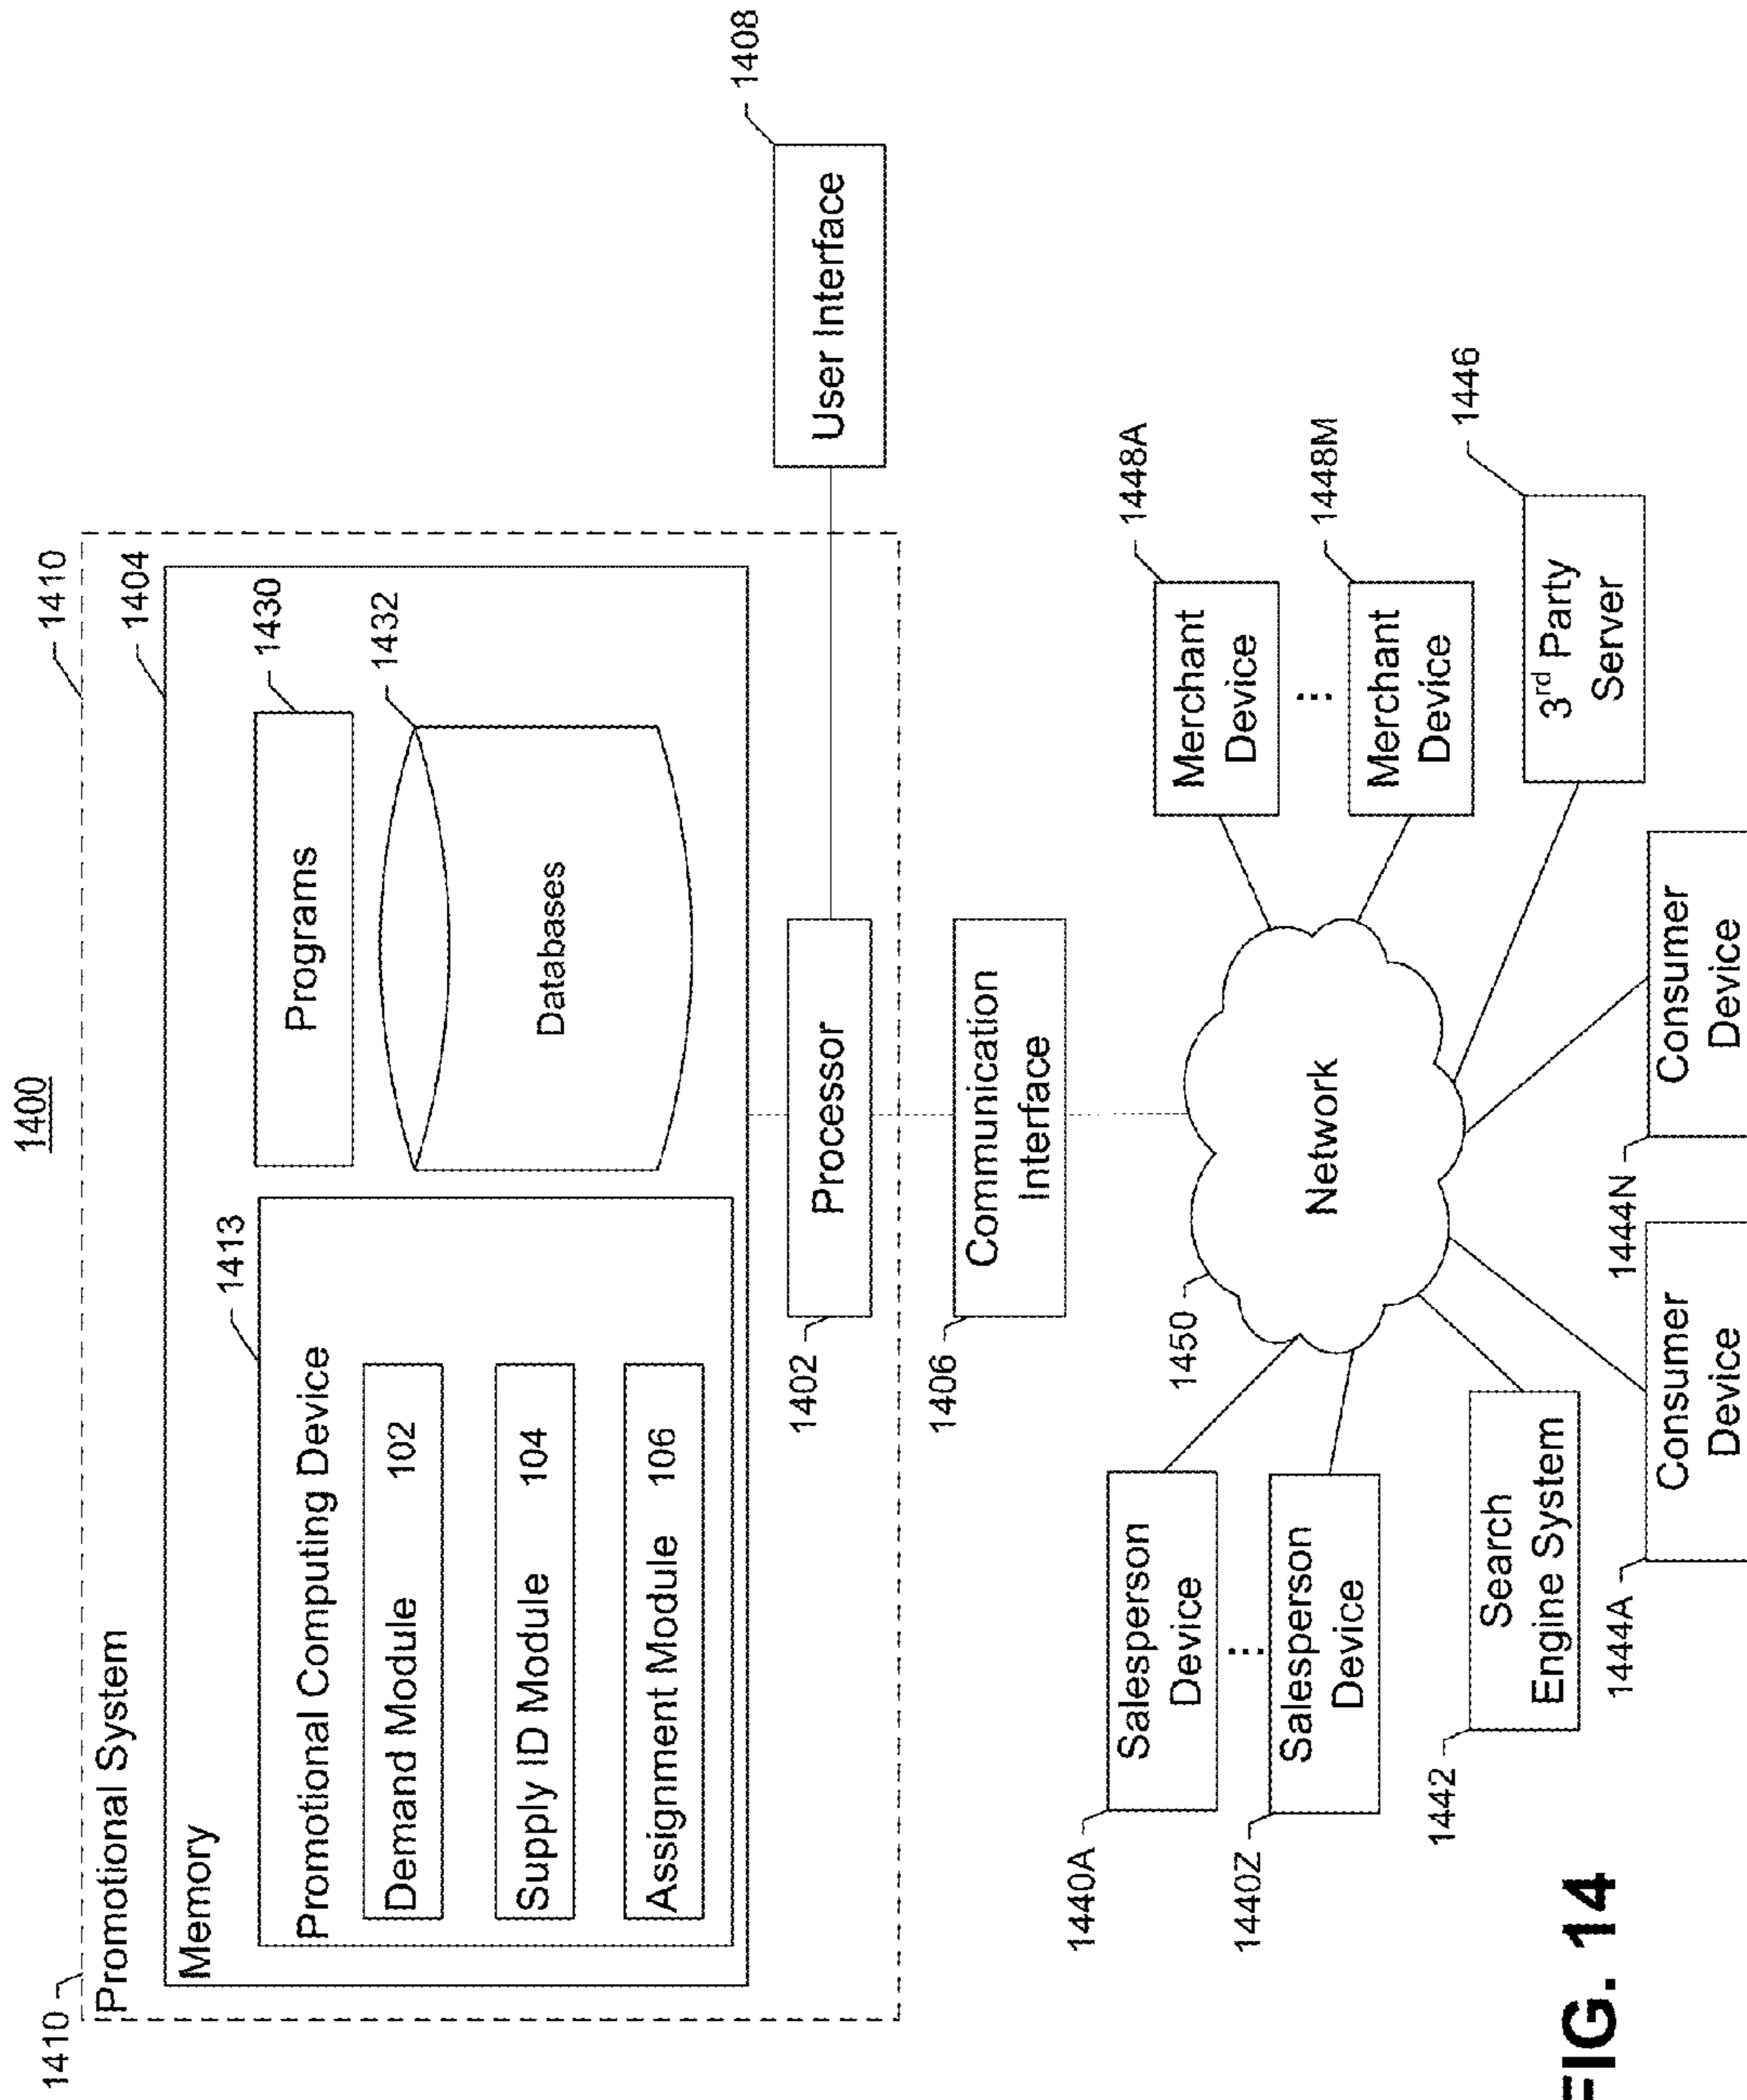 1400
1410
1410
Promotional System
1404
Memory
1413
Promotional Computing Device
Demand Module 102
Supply ID Module 104
Assignment Module 106
1430
Programs
1432
Databases
1402
Processor
1408
User Interface
1406
Communication
Interface
1450
Network
1440A
Salesperson
Device
...
1440Z
Salesperson
Device
1442
Search
Engine System
1444A
Consumer
Device
1444N
Consumer
Device
1448A
Merchant
Device
...
1448M
Merchant
Device
1446
3rd Party
Server
FIG. 14